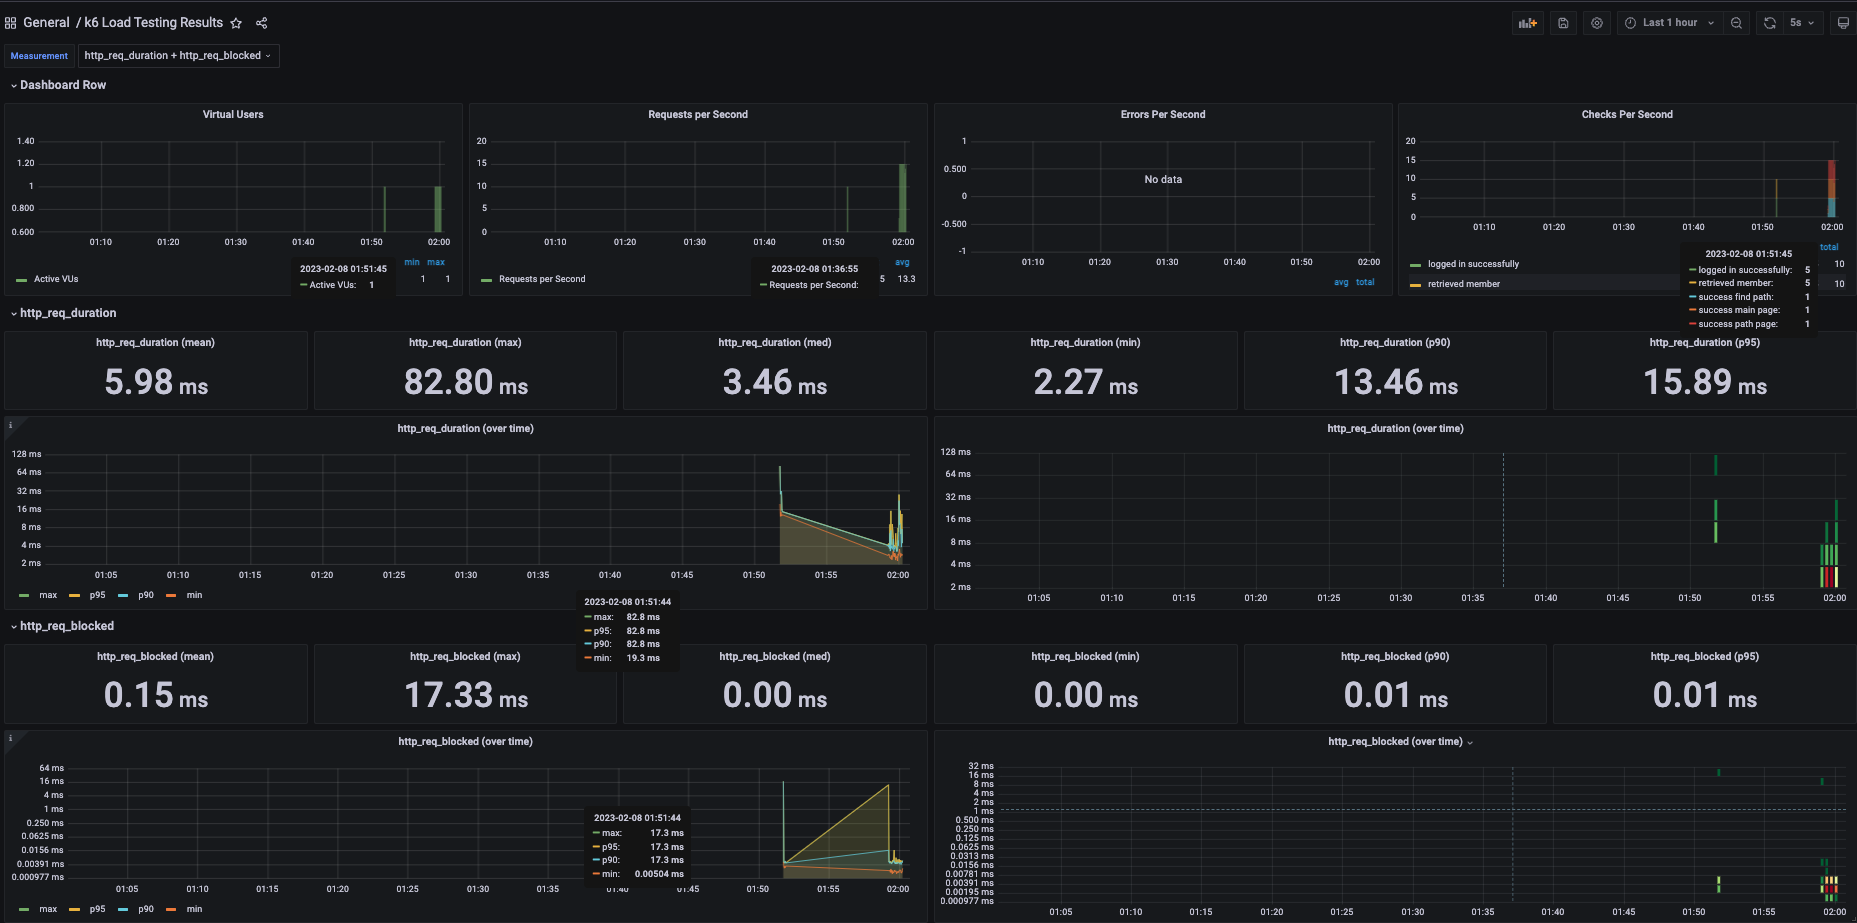 General / k6 Load Testing Results
Last 1 hour
5s
Measurement
http_req_duration + http_req_blocked
Dashboard Row
Virtual Users
1.40
1.20
1
0.800
0.600
01:10 01:20 01:30 01:40 01:50 02:00
min max
Active VUs 1 1
2023-02-08 01:51:45
Active VUs: 1
Requests per Second
20
15
10
5
0
01:10 01:20 01:30 01:40 01:50 02:00
avg
Requests per Second 13.3
2023-02-08 01:36:55
Requests per Second: 5
Errors Per Second
1
0.500
0
-0.500
-1
No data
01:10 01:20 01:30 01:40 01:50 02:00
avg total
Checks Per Second
20
15
10
5
0
01:10 01:20 01:30 01:40 01:50 02:00
total
logged in successfully 10
retrieved member 10
2023-02-08 01:51:45
logged in successfully: 5
retrieved member: 5
success find path: 1
success main page: 1
success path page: 1
http_req_duration
http_req_duration (mean)
5.98 ms
http_req_duration (max)
82.80 ms
http_req_duration (med)
3.46 ms
http_req_duration (min)
2.27 ms
http_req_duration (p90)
13.46 ms
http_req_duration (p95)
15.89 ms
http_req_duration (over time)
128 ms
64 ms
32 ms
16 ms
8 ms
4 ms
2 ms
01:05 01:10 01:15 01:20 01:25 01:30 01:35 01:40 01:45 01:50 01:55 02:00
max p95 p90 min
2023-02-08 01:51:44
max: 82.8 ms
p95: 82.8 ms
p90: 82.8 ms
min: 19.3 ms
http_req_duration (over time)
128 ms
64 ms
32 ms
16 ms
8 ms
4 ms
2 ms
01:05 01:10 01:15 01:20 01:25 01:30 01:35 01:40 01:45 01:50 01:55 02:00
http_req_blocked
http_req_blocked (mean)
0.15 ms
http_req_blocked (max)
17.33 ms
http_req_blocked (med)
0.00 ms
http_req_blocked (min)
0.00 ms
http_req_blocked (p90)
0.01 ms
http_req_blocked (p95)
0.01 ms
http_req_blocked (over time)
64 ms
16 ms
4 ms
1 ms
0.250 ms
0.0625 ms
0.0156 ms
0.00391 ms
0.000977 ms
01:05 01:10 01:15 01:20 01:25 01:30 01:35 01:40 01:45 01:50 01:55 02:00
max p95 p90 min
2023-02-08 01:51:44
max: 17.3 ms
p95: 17.3 ms
p90: 17.3 ms
min: 0.00504 ms
http_req_blocked (over time)
32 ms
16 ms
8 ms
4 ms
2 ms
1 ms
0.500 ms
0.250 ms
0.125 ms
0.0625 ms
0.0313 ms
0.0156 ms
0.00781 ms
0.00391 ms
0.00195 ms
0.000977 ms
01:05 01:10 01:15 01:20 01:25 01:30 01:35 01:40 01:45 01:50 01:55 02:00